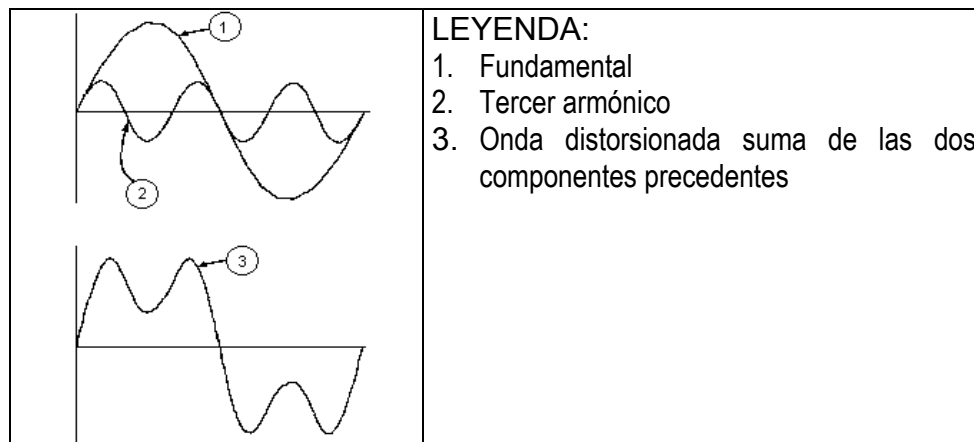 1
2
3
LEYENDA:
1. Fundamental
2. Tercer armónico
3. Onda distorsionada suma de las dos
componentes precedentes